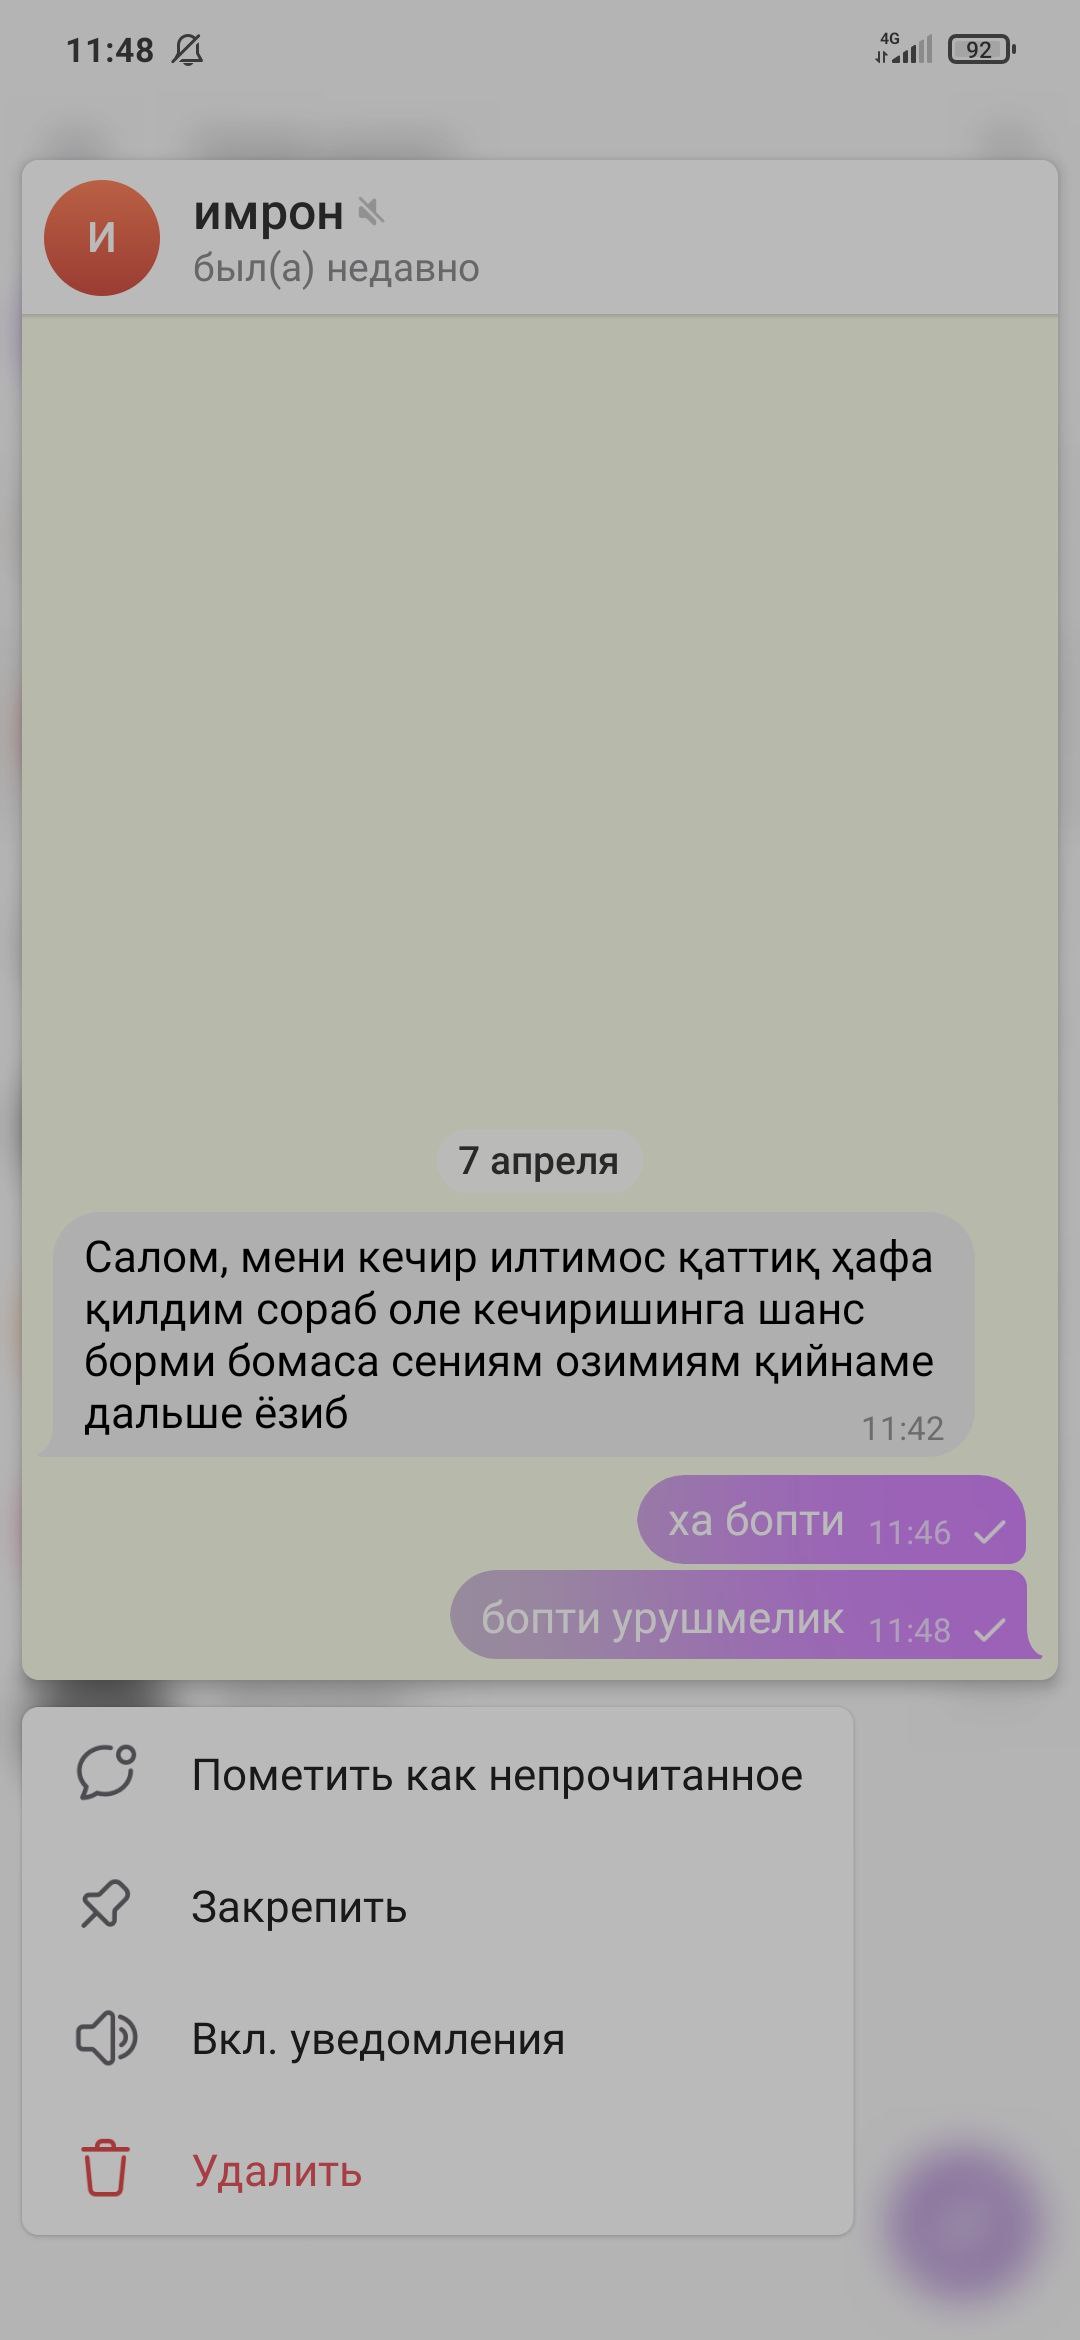 11:48
4G
92
И
имрон
был(а) недавно
7 апреля
Салом, мени кечир илтимос қаттиқ ҳафа
қилдим сораб оле кечиришинга шанс
борми бомаса сениям озимиям қийнаме
дальше ёзиб
11:42
ха бопти 11:46
бопти урушмелик 11:48
Пометить как непрочитанное
Закрепить
Вкл. уведомления
Удалить